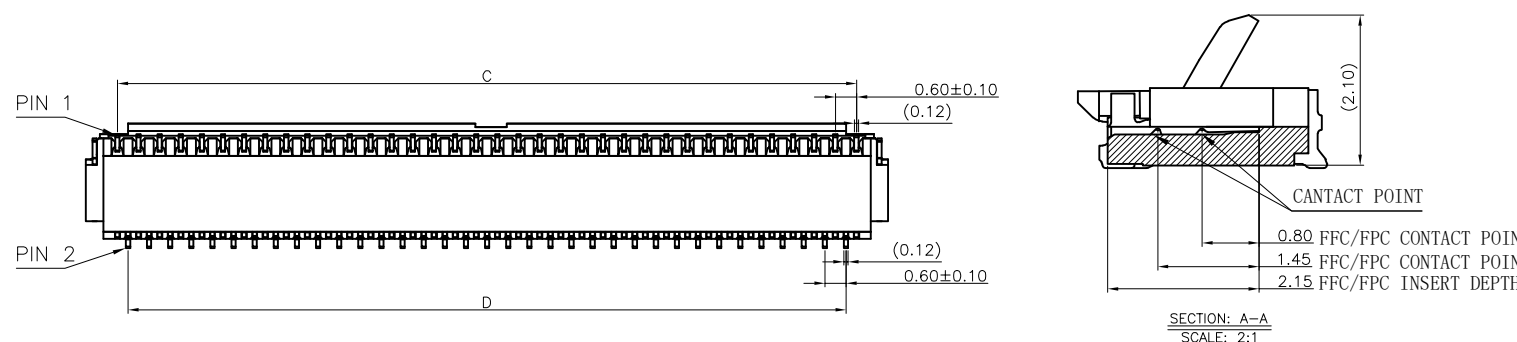 C
PIN 1
0.60±0.10
(0.12)
PIN 2
(0.12)
0.60±0.10
D
(2.10)
CANTACT POINT
0.80 FFC/FPC CONTACT POIN
1.45 FFC/FPC CONTACT POIN
2.15 FFC/FPC INSERT DEPTH
SECTION: A-A
SCALE: 2:1